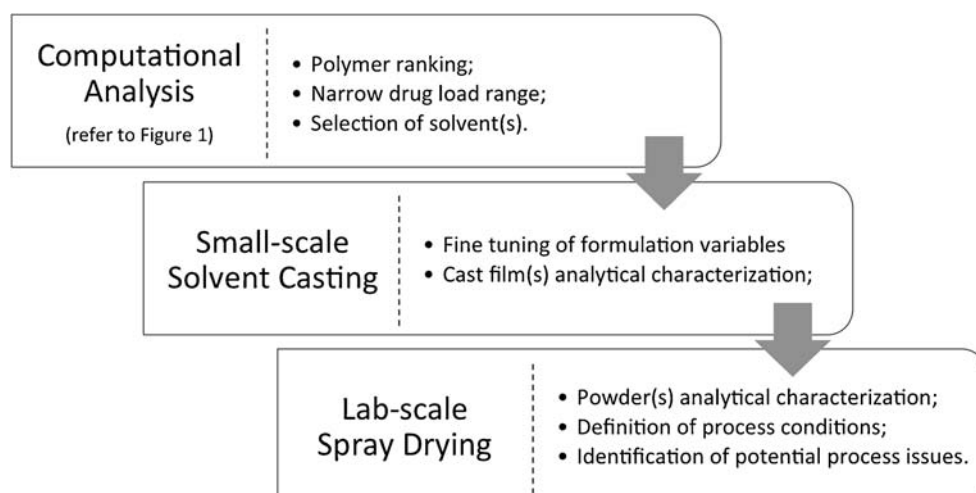 Computational
Analysis
(refer to Figure 1)
• Polymer ranking;
• Narrow drug load range;
• Selection of solvent(s).
Small-scale
Solvent Casting
• Fine tuning of formulation variables
• Cast film(s) analytical characterization;
Lab-scale
Spray Drying
• Powder(s) analytical characterization;
• Definition of process conditions;
• Identification of potential process issues.